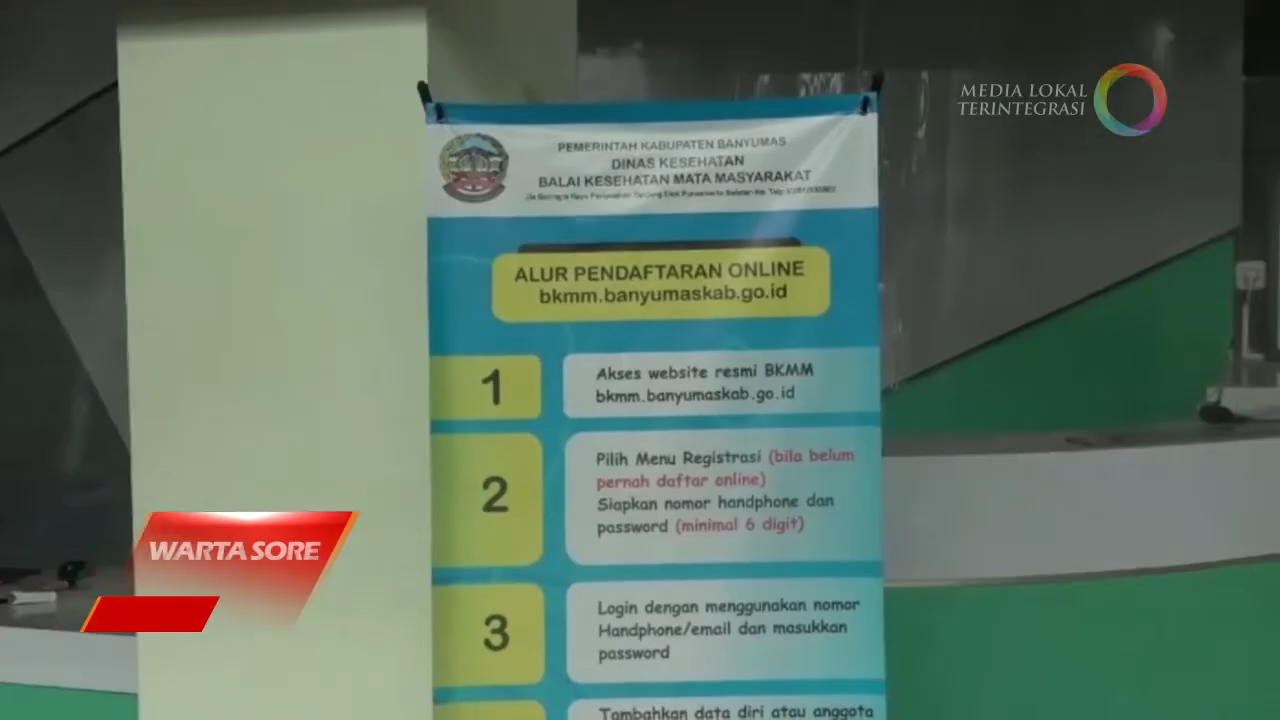 MEDIA LOKAL
TERINTEGRASI
PEMERINTAH KABUPATEN BANYUMAS
DINAS KESEHATAN
BALAI KESEHATAN MATA MASYARAKAT
ALUR PENDAFTARAN ONLINE
bkmm.banyumaskab.go.id
1
Akses website resmi BKMM
bkmm.banyumaskab.go.id
2
Pilih Menu Registrasi (bila belum
pernah daftar online)
Siapkan nomor handphone dan
password (minimal 6 digit)
3
Login dengan menggunakan nomor
Handphone/email dan masukkan
password
Tambahkan data diri atau anggota
WARTA SORE